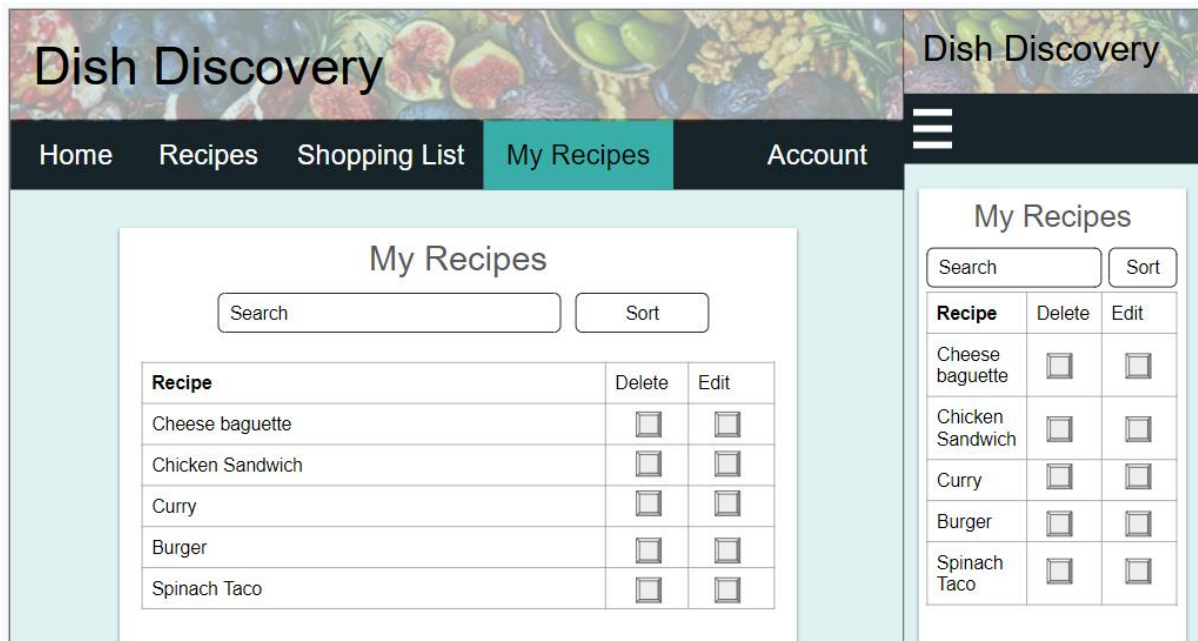 Dish Discovery
Home Recipes Shopping List My Recipes Account
My Recipes
Search Sort
Recipe Delete Edit
Cheese baguette
Chicken Sandwich
Curry
Burger
Spinach Taco
Dish Discovery
My Recipes
Search Sort
Recipe Delete Edit
Cheese
baguette
Chicken
Sandwich
Curry
Burger
Spinach
Taco